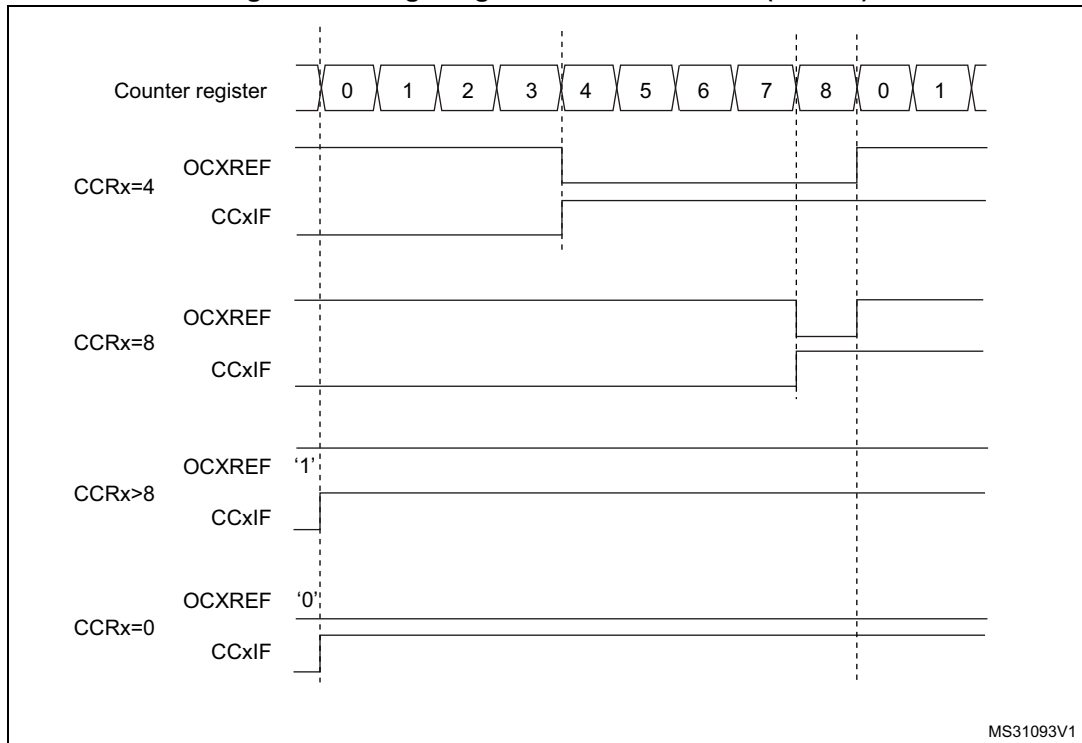 Counter register 0 1 2 3 4 5 6 7 8 0 1
OCXREF
CCRx=4
CCxIF
OCXREF
CCRx=8
CCxIF
OCXREF ‘1’
CCRx>8
CCxIF
OCXREF ‘0’
CCRx=0
CCxIF
MS31093V1